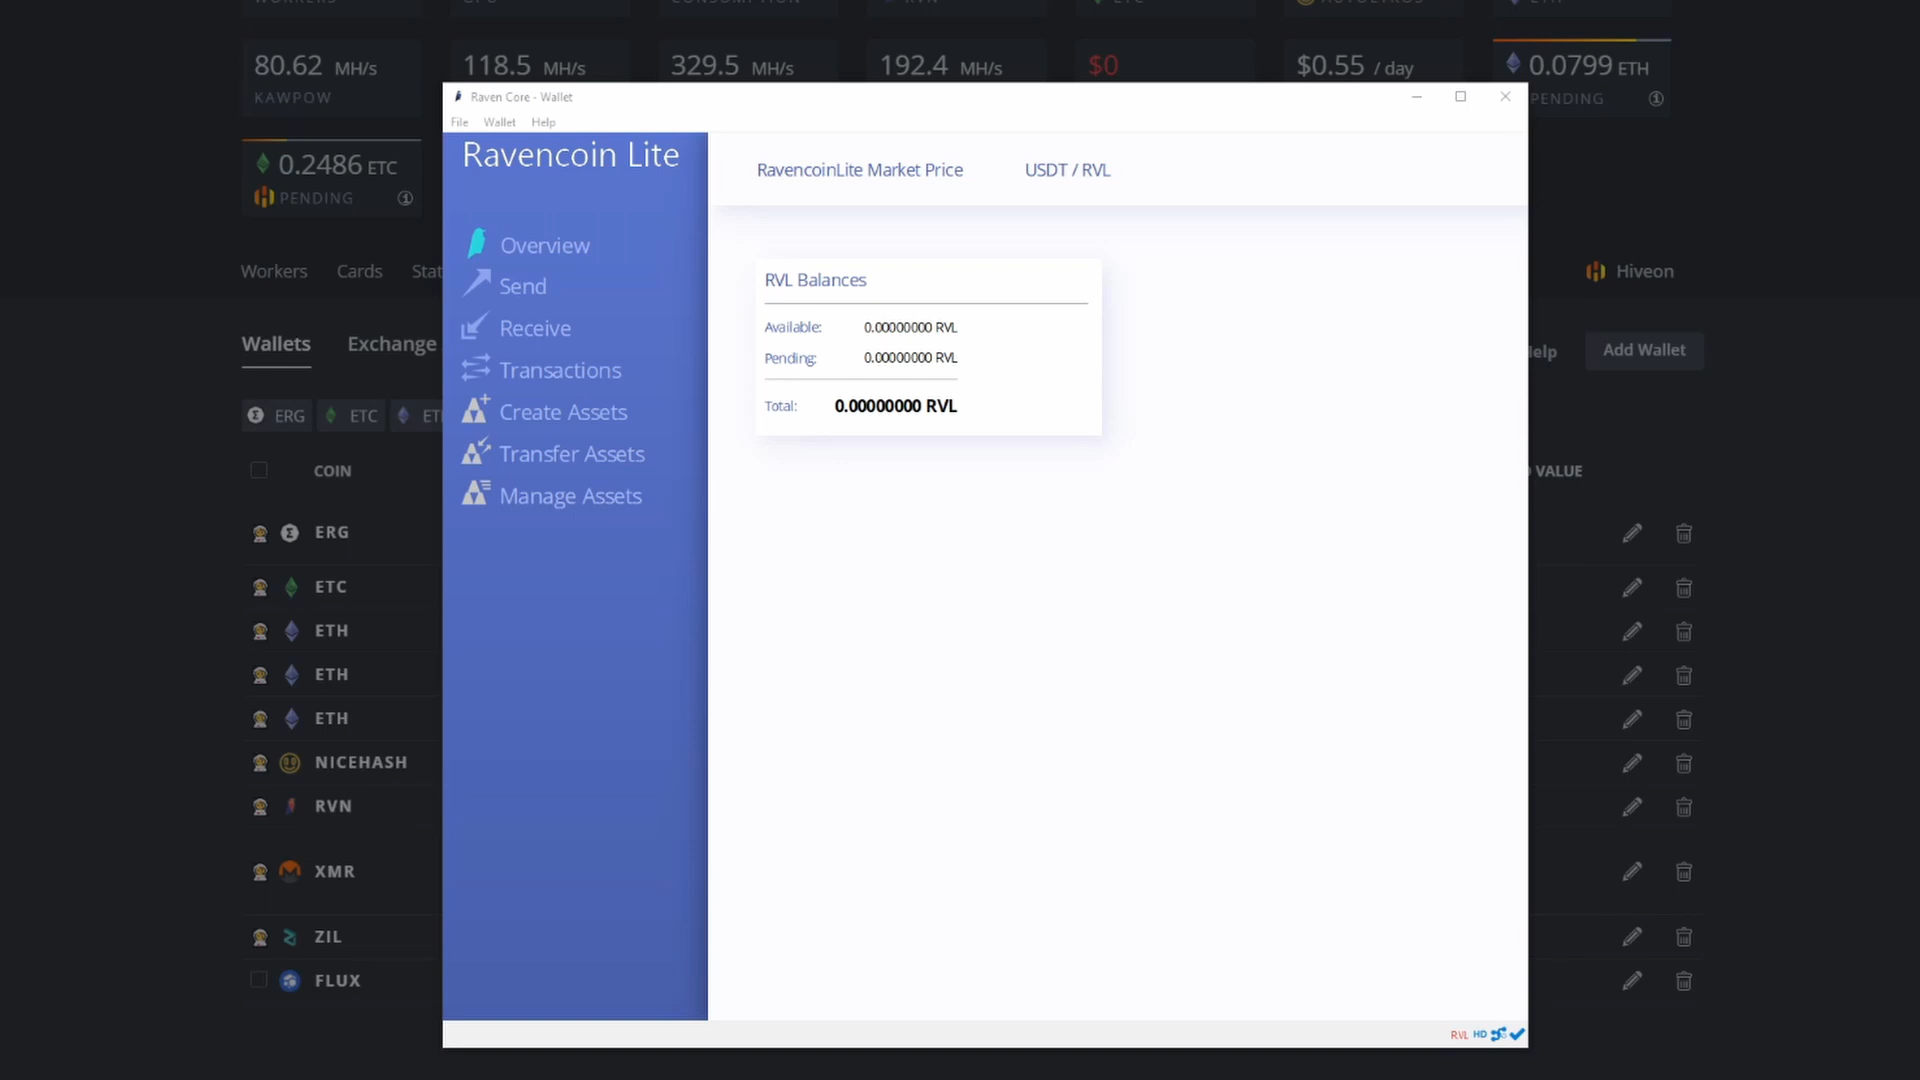 80.62 MH/s
118.5 MH/s
329.5 MH/s
192.4 MH/s
$0
$0.55 / day
0.0799 ETH
KAWPOW
PENDING
0.2486 ETC
PENDING
Workers
Cards
Hiveon
Wallets
Exchange
Add Wallet
ERG
ETC
COIN
VALUE
ERG
ETC
ETH
ETH
ETH
NICEHASH
RVN
XMR
ZIL
FLUX
Raven Core - Wallet
File Wallet Help
Ravencoin Lite
Overview
Send
Receive
Transactions
Create Assets
Transfer Assets
Manage Assets
RavencoinLite Market Price
USDT / RVL
RVL Balances
Available: 0.00000000 RVL
Pending: 0.00000000 RVL
Total: 0.00000000 RVL
RVL HD